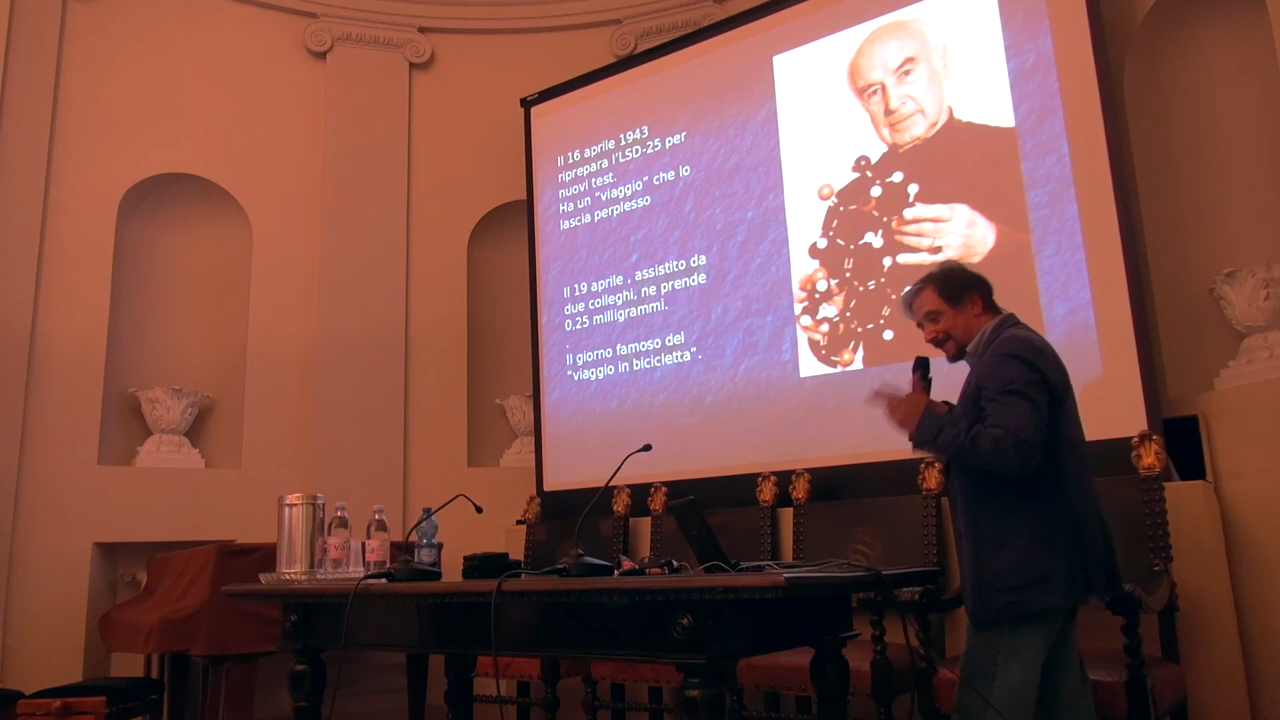 Il 16 aprile 1943
riprepara l'LSD-25 per
nuovi test.
Ha un "viaggio" che lo
lascia perplesso
Il 19 aprile , assistito da
due colleghi, ne prende
0,25 milligrammi.
.
Il giorno famoso del
"viaggio in bicicletta".